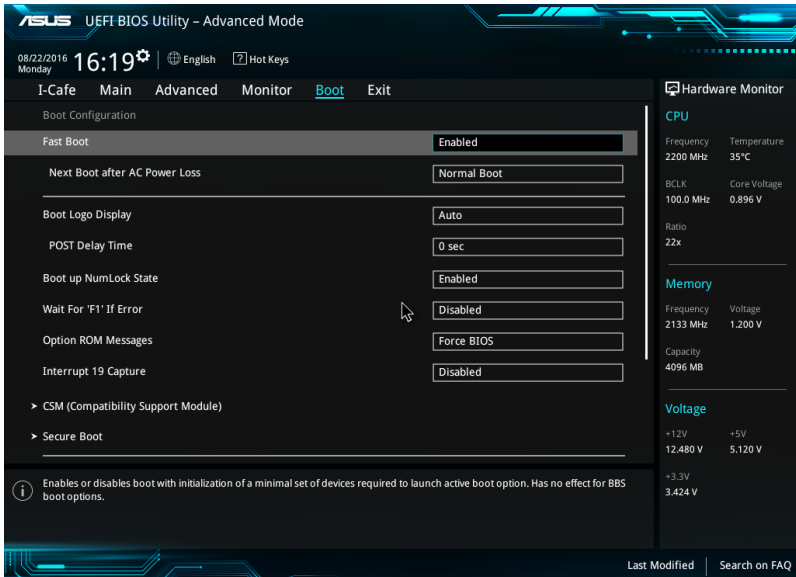 ASUS UEFI BIOS Utility – Advanced Mode
08/22/2016
Monday
16:19
English
? Hot Keys
I-Cafe Main Advanced Monitor Boot Exit
Boot Configuration
Fast Boot Enabled
Next Boot after AC Power Loss Normal Boot
Boot Logo Display Auto
POST Delay Time 0 sec
Boot up NumLock State Enabled
Wait For 'F1' If Error Disabled
Option ROM Messages Force BIOS
Interrupt 19 Capture Disabled
CSM (Compatibility Support Module)
Secure Boot
Enables or disables boot with initialization of a minimal set of devices required to launch active boot option. Has no effect for BBS
boot options.
Hardware Monitor
CPU
Frequency Temperature
2200 MHz 35°C
BCLK Core Voltage
100.0 MHz 0.896 V
Ratio
22x
Memory
Frequency Voltage
2133 MHz 1.200 V
Capacity
4096 MB
Voltage
+12V +5V
12.480 V 5.120 V
+3.3V
3.424 V
Last Modified Search on FAQ